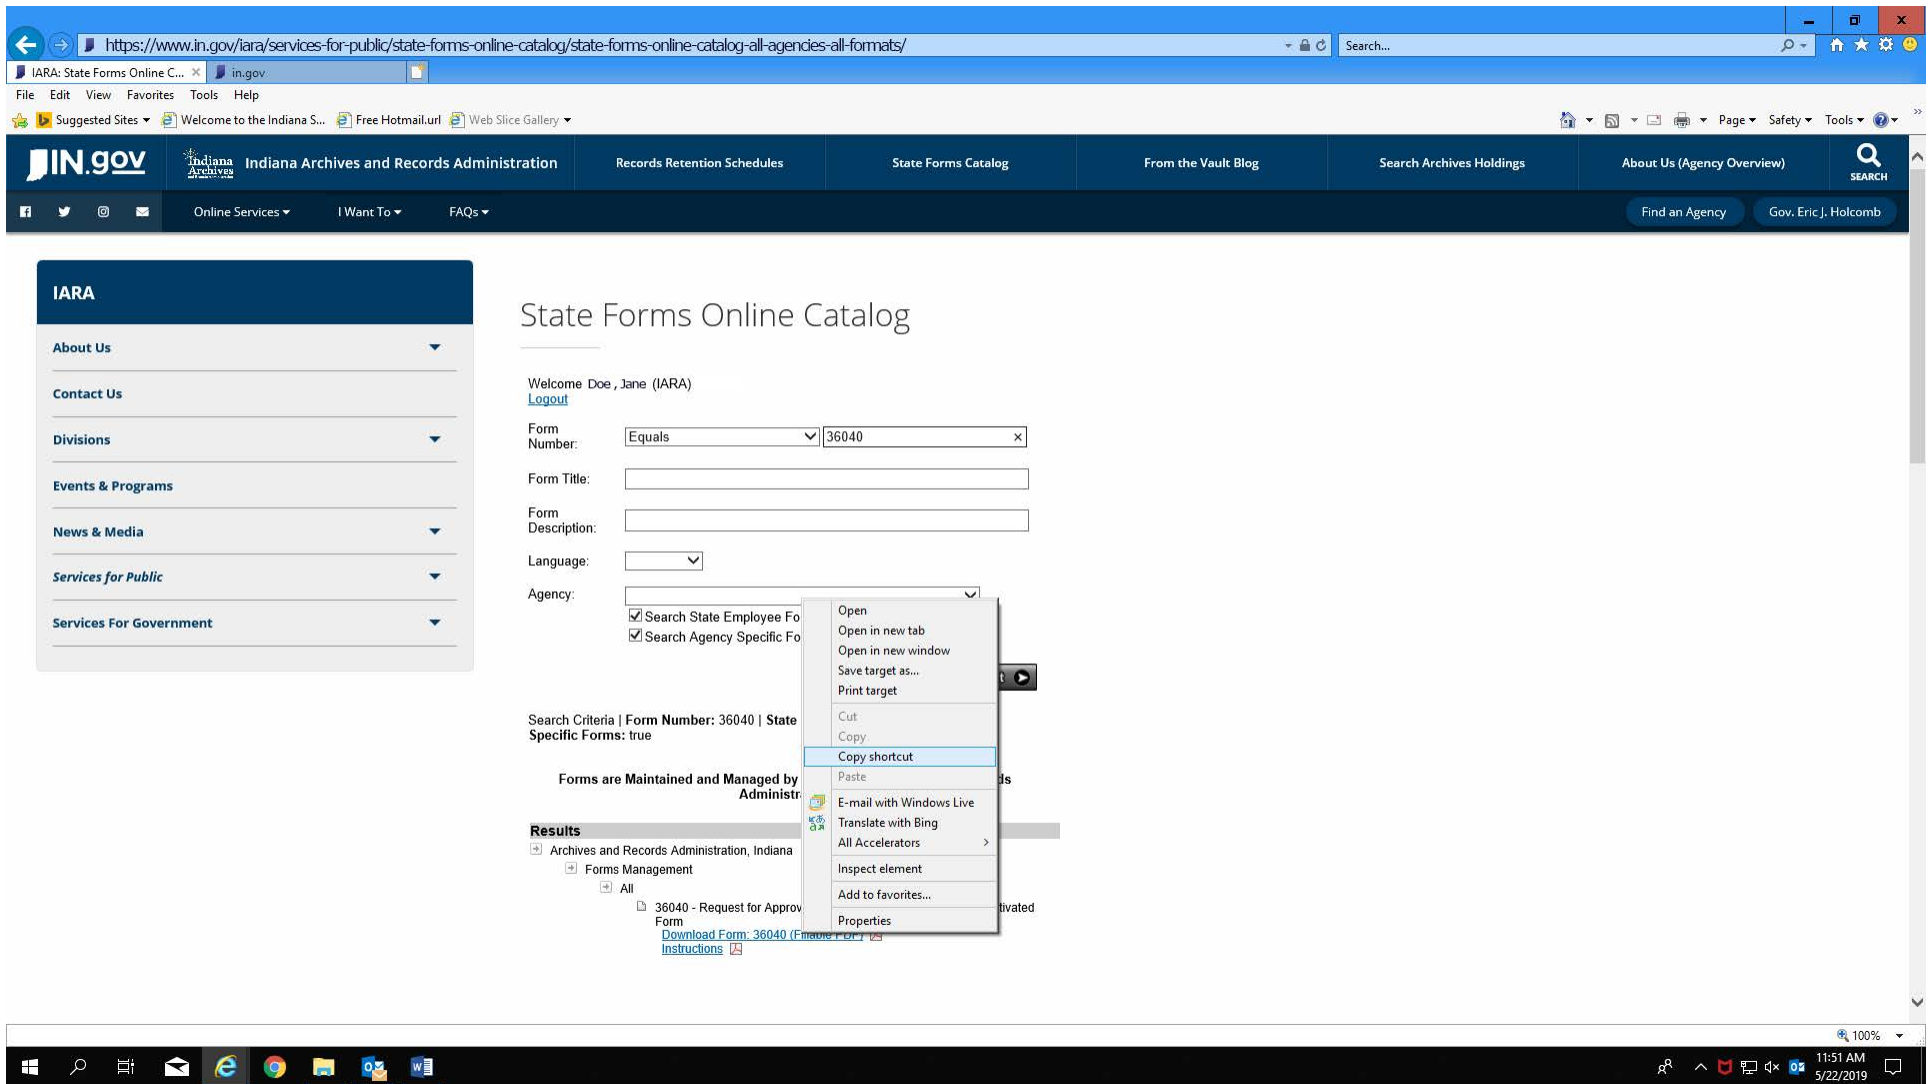 https://www.in.gov/iara/services-for-public/state-forms-online-catalog/state-forms-online-catalog-all-agencies-all-formats/
Search...
IARA: State Forms Online C...
in.gov
File Edit View Favorites Tools Help
Suggested Sites Welcome to the Indiana S... Free Hotmail.url Web Slice Gallery
Page Safety Tools
IN.gov
Indiana Archives
Indiana Archives and Records Administration
Records Retention Schedules
State Forms Catalog
From the Vault Blog
Search Archives Holdings
About Us (Agency Overview)
SEARCH
Online Services I Want To FAQs
Find an Agency
Gov. Eric J. Holcomb
IARA
About Us
Contact Us
Divisions
Events & Programs
News & Media
Services for Public
Services For Government
State Forms Online Catalog
Welcome Doe , Jane (IARA)
Logout
Form Number:
Equals
36040
Form Title:
Form Description:
Language:
Agency:
Search State Employee Fo
Search Agency Specific Fo
Open
Open in new tab
Open in new window
Save target as...
Print target
Cut
Copy
Copy shortcut
Paste
E-mail with Windows Live
Translate with Bing
All Accelerators
Inspect element
Add to favorites...
Properties
Search Criteria | Form Number: 36040 | State
Specific Forms: true
Forms are Maintained and Managed by ds
Administr
Results
Archives and Records Administration, Indiana
Forms Management
All
36040 - Request for Approv tivated
Form
Download Form: 36040 (Fillable PDF)
Instructions
100%
11:51 AM
5/22/2019